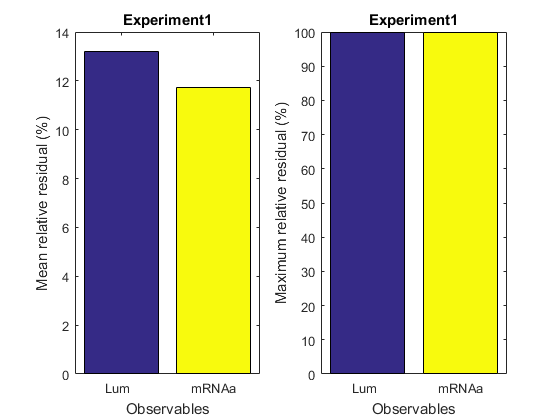 Experiment1
Mean relative residual (%)
14
12
10
8
6
4
2
0
Lum mRNAa
Observables
Experiment1
Maximum relative residual (%)
100
90
80
70
60
50
40
30
20
10
0
Lum mRNAa
Observables